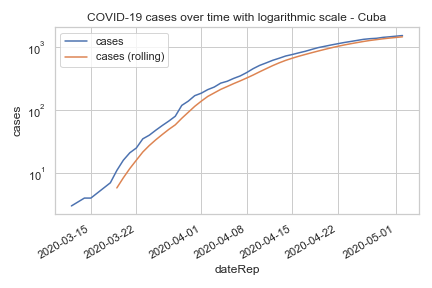 COVID-19 cases over time with logarithmic scale - Cuba
cases
cases (rolling)
10³
10²
10¹
cases
2020-03-15
2020-03-22
2020-04-01
2020-04-08
2020-04-15
2020-04-22
2020-05-01
dateRep